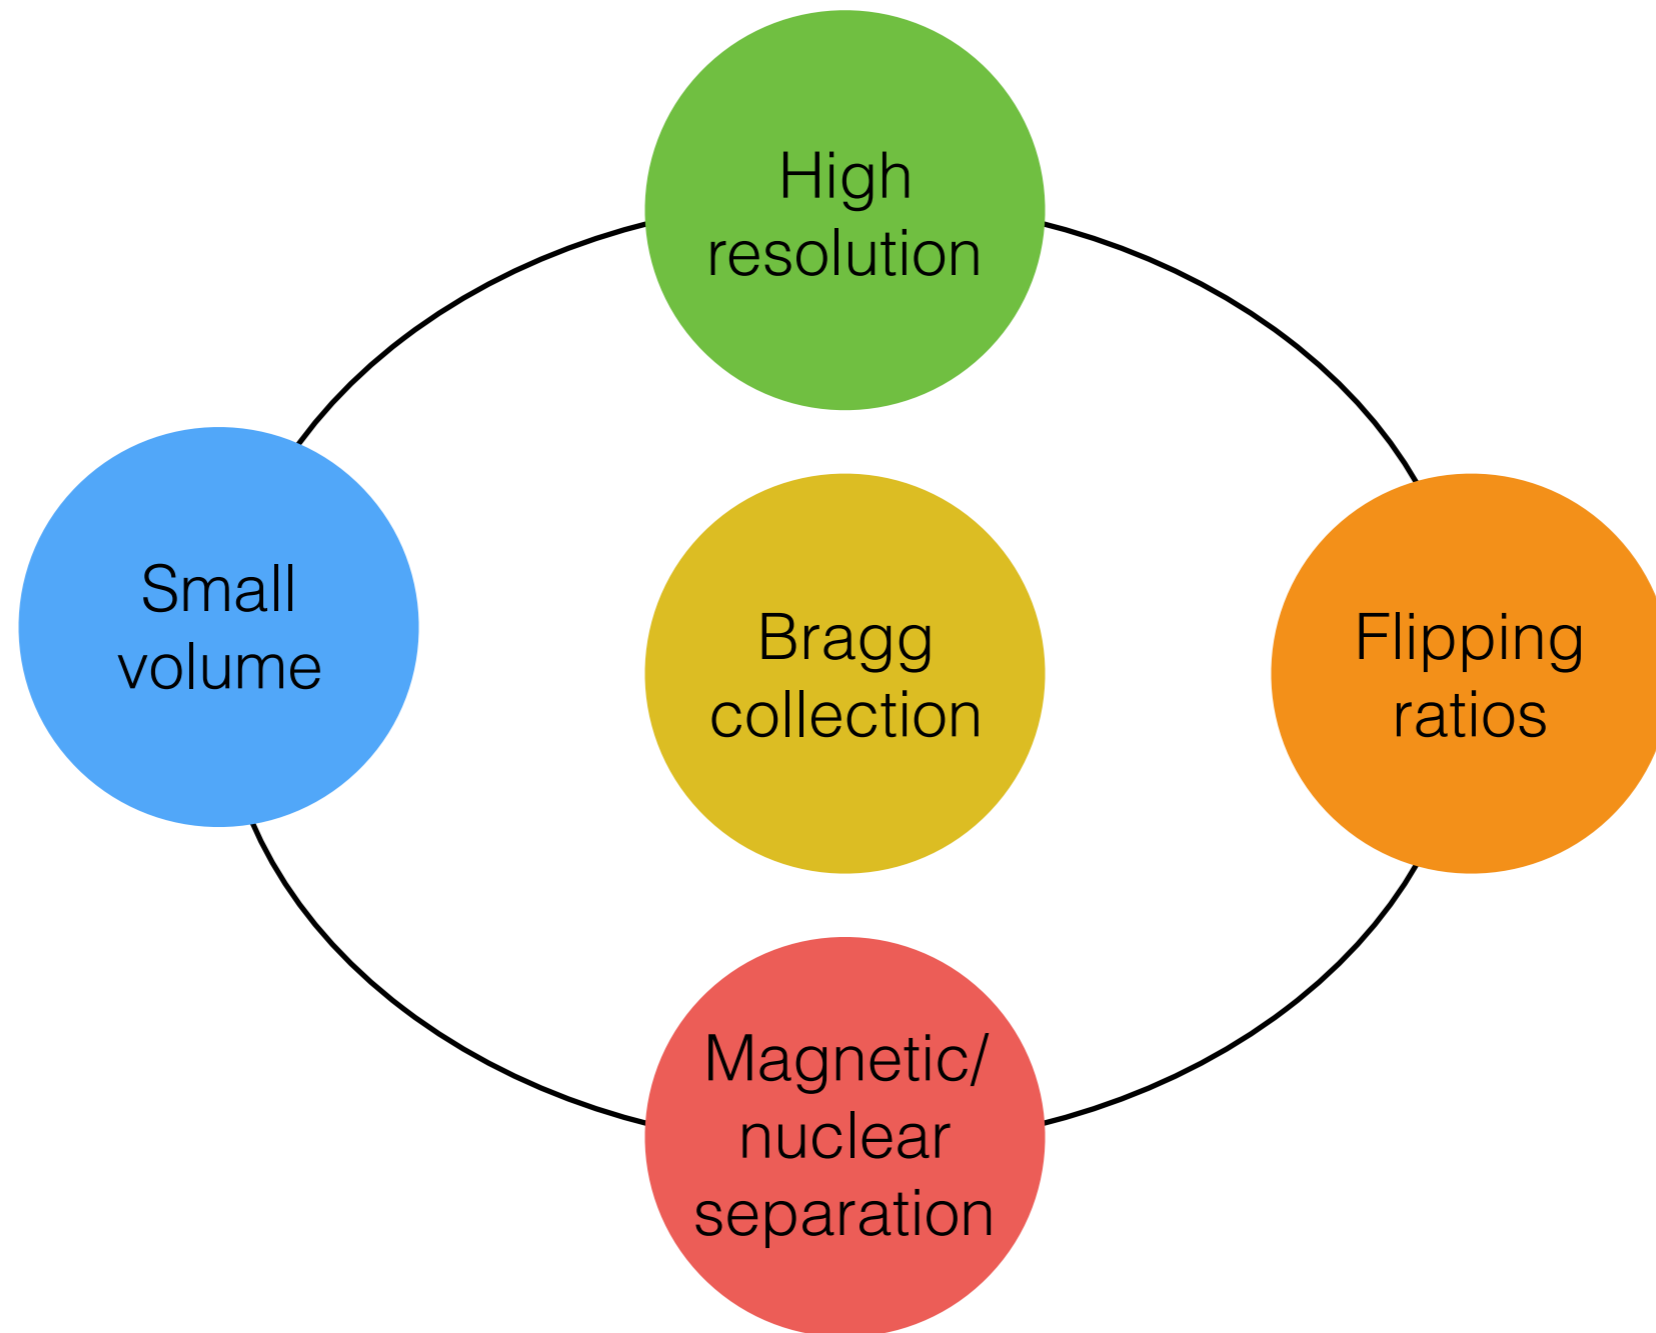 High
resolution
Small
volume
Bragg
collection
Flipping
ratios
Magnetic/
nuclear
separation